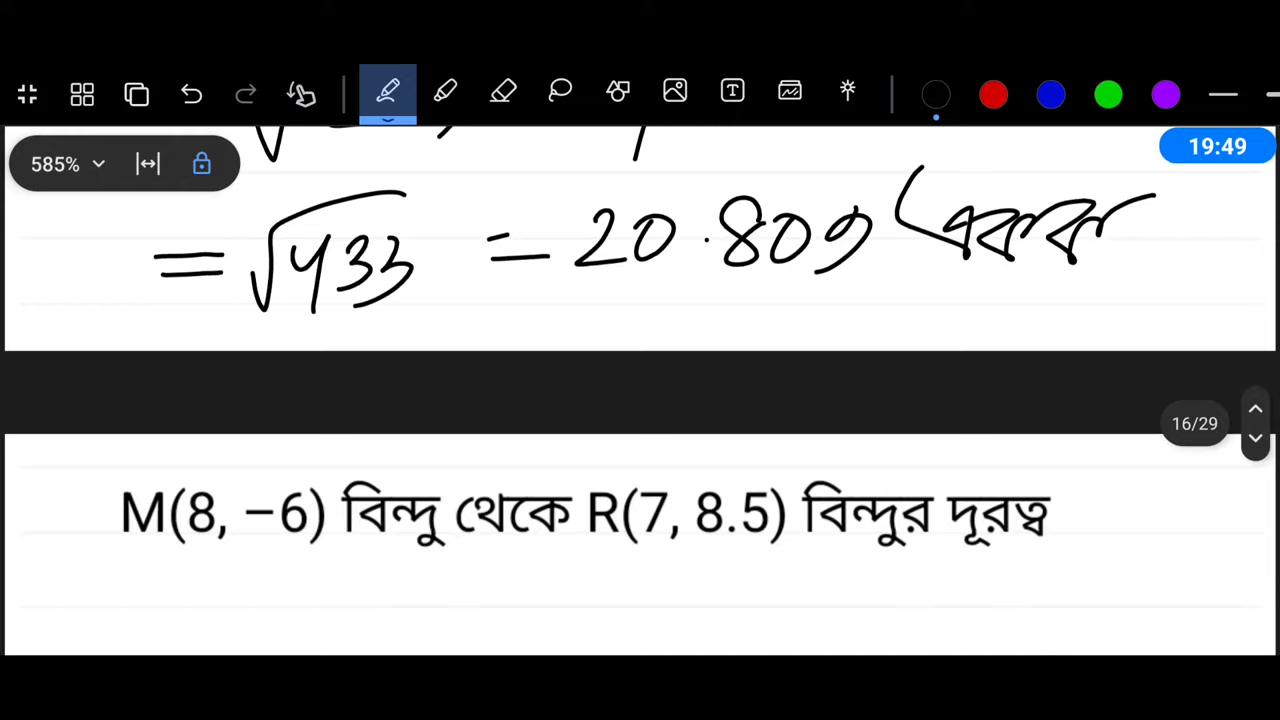 585%
19:49
= √433 = 20.809 একক
16/29
M(8, –6) বিন্দু থেকে R(7, 8.5) বিন্দুর দূরত্ব